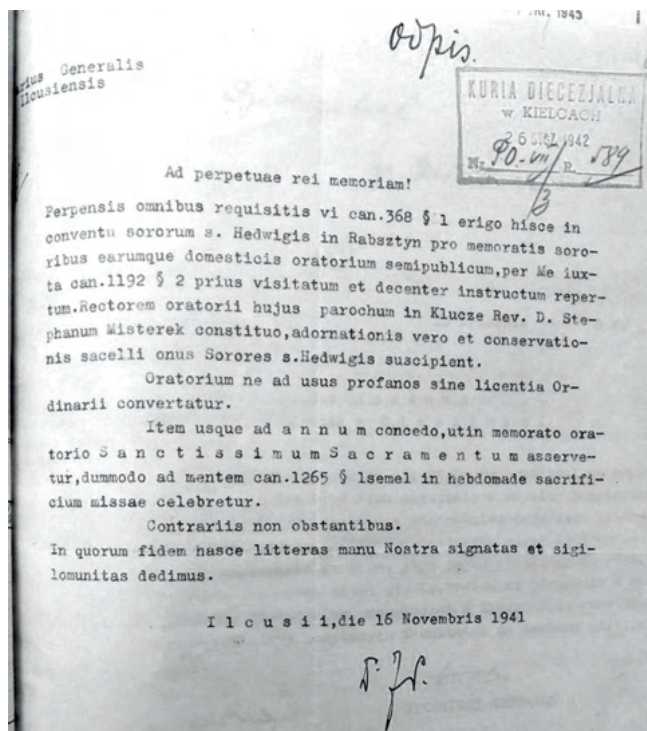 1943
odpis.
Generalis
Ilcusiensis
KURIA DIECEZJALNA
w KIELCACH
26 STYCZ 1942
Nr. R. 589
Ad perpetuae rei memoriam!
Perpensis omnibus requisitis vi can.368 § 1 erigo hisce in
conventu sororum s. Hedwigis in Rabsztyn pro memoratis soro-
ribus earumque domesticis oratorium semipublicum,per Me iux-
ta can.1192 § 2 prius visitatum et decenter instructum reper-
tum.Rectorem oratorii hujus parochum in Klucze Rev. D. Ste-
phanum Misterek constituo,adornationis vero et conservatio-
nis sacelli onus Sorores s.Hedwigis suscipient.
Oratorium ne ad usus profanos sine licentia Or-
dinarii convertatur.
Item usque ad a n n u m concedo,utin memorato ora-
torio S a n c t i s s i m u m S a c r a m e n t u m asserve-
tur,dummodo ad mentem can.1265 § 1semel in hebdomade sacrifi-
cium missae celebretur.
Contrariis non obstantibus.
In quorum fidem hasce litteras manu Nostra signatas et sigi-
lomunitas dedimus.
I l c u s i i,die 16 Novembris 1941